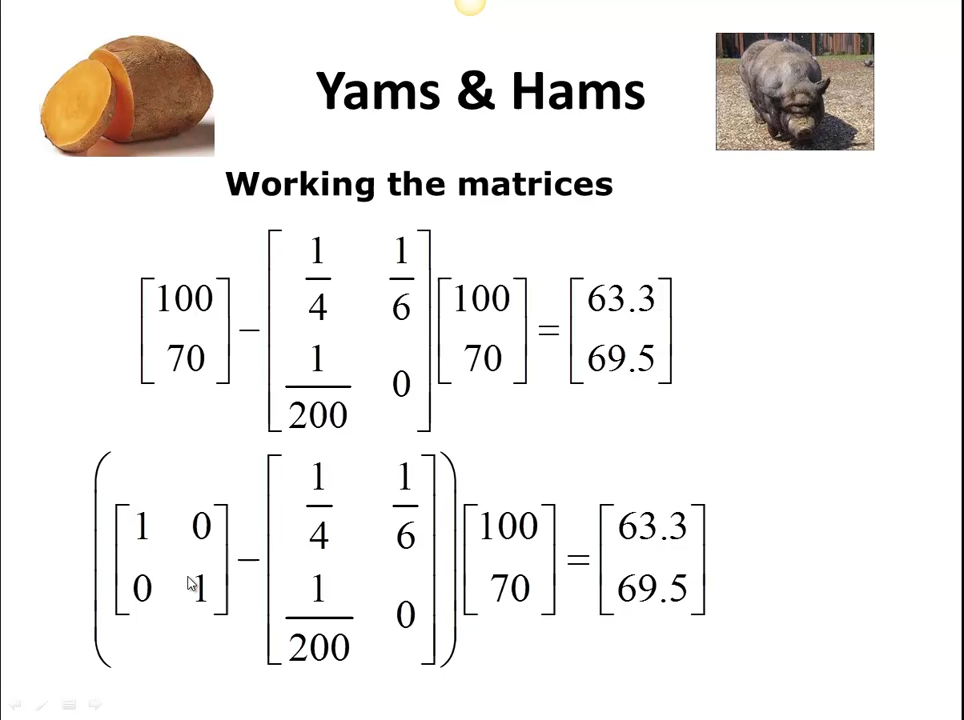 Yams & Hams
Working the matrices
[100 70] − [1/4 1/6 1/200 0] [100 70] = [63.3 69.5]
([1 0 0 1] − [1/4 1/6 1/200 0]) [100 70] = [63.3 69.5]